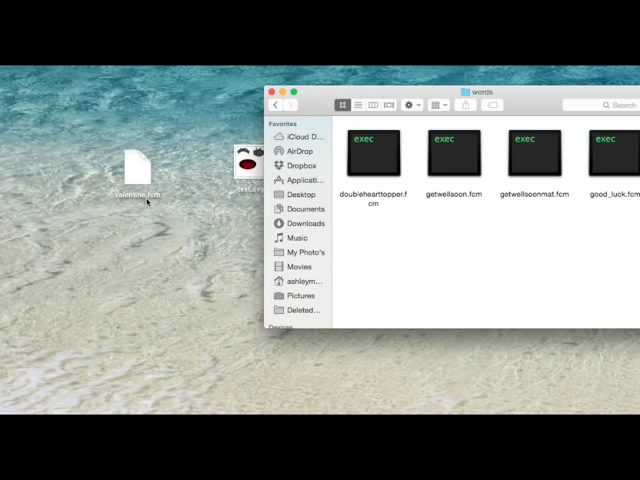 words
Search
Favorites
iCloud D...
AirDrop
Dropbox
Applicati...
Desktop
Documents
Downloads
Music
My Photo's
Movies
ashleym...
Pictures
Deleted...
Devices
exec
exec
exec
exec
doublehearttopper.f
cm
getwellsoon.fcm
getwellsoonmat.fcm
good_luck.fcm
valentine.fcm